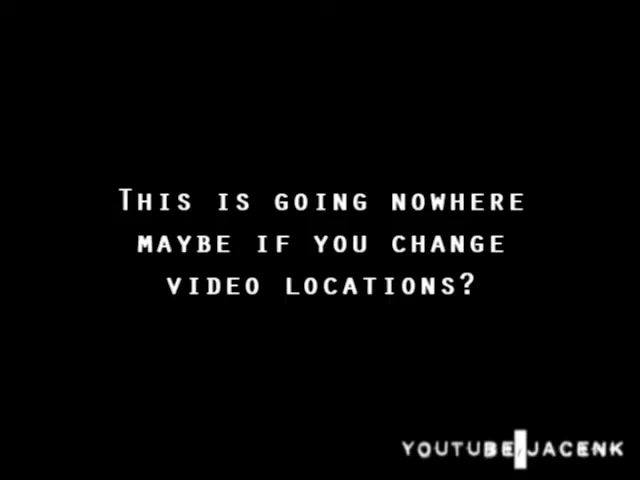 THIS IS GOING NOWHERE
MAYBE IF YOU CHANGE
VIDEO LOCATIONS?
YOUTUBE/JACENK